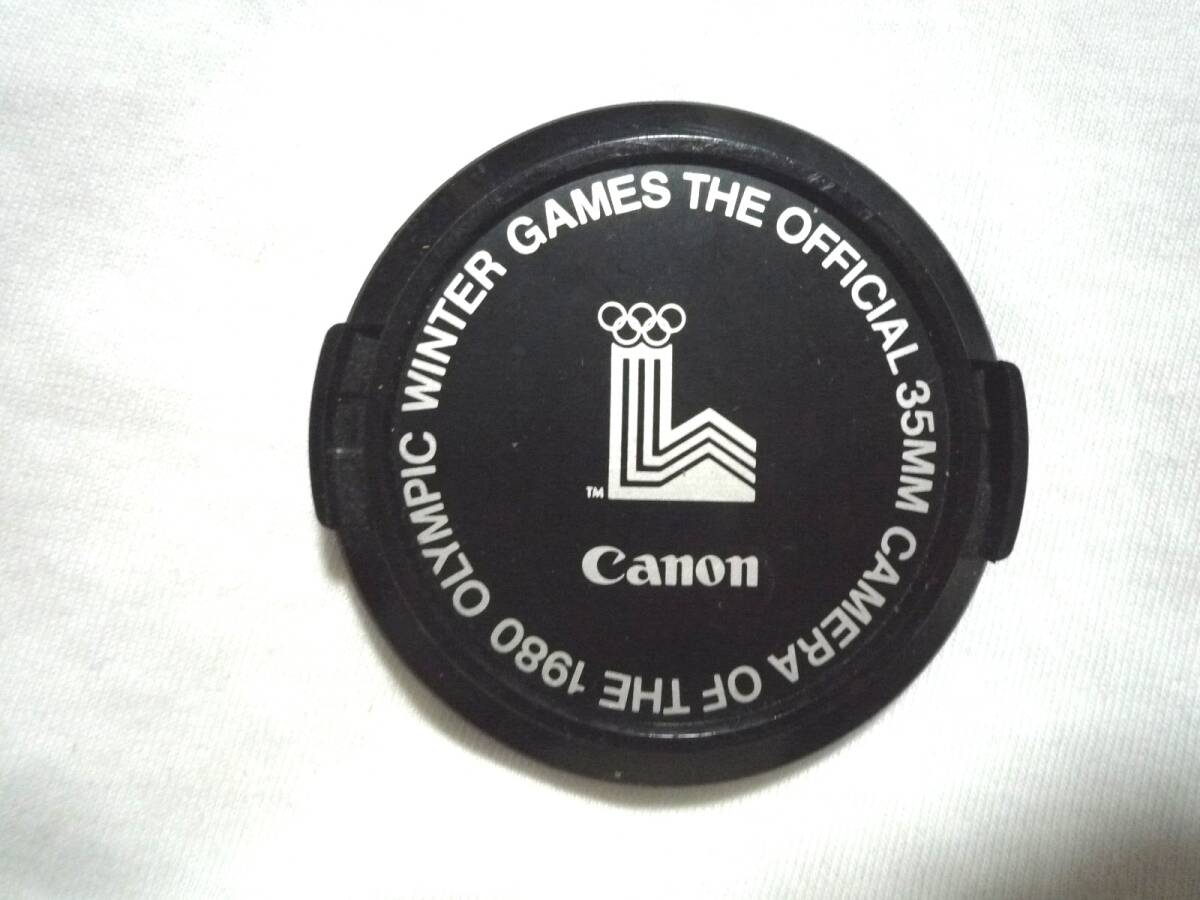 THE OFFICIAL 35MM CAMERA OF THE 1980 OLYMPIC WINTER GAMES
TM
Canon